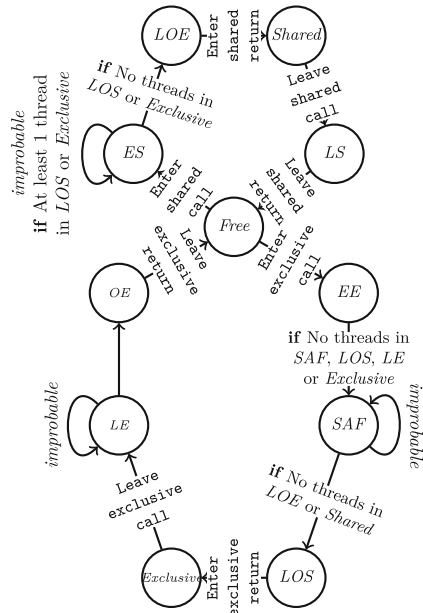 LOE
Enter
shared
return
Shared
Leave
shared
call
LS
Leave
shared
return
Free
Enter
shared
call
ES
if No threads in
LOS or Exclusive
improbable
if At least 1 thread
in LOS or Exclusive
Enter
exclusive
call
EE
if No threads in
SAF, LOS, LE
or Exclusive
SAF
improbable
if No threads in
LOE or Shared
LOS
Enter
exclusive
return
Exclusive
Leave
exclusive
call
LE
improbable
OE
Leave
exclusive
return